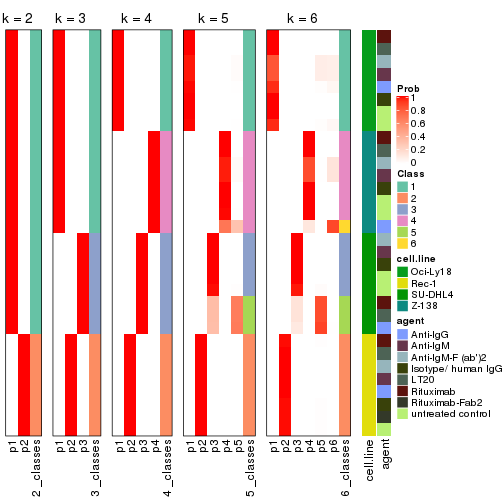 k = 2
k = 3
k = 4
k = 5
k = 6
p1
p2
2_classes
p1
p2
p3
3_classes
p1
p2
p3
p4
4_classes
p1
p2
p3
p4
p5
5_classes
p1
p2
p3
p4
p5
p6
6_classes
cell.line
agent
Prob
1
0.8
0.6
0.4
0.2
0
Class
1
2
3
4
5
6
cell.line
Oci-Ly18
Rec-1
SU-DHL4
Z-138
agent
Anti-IgG
Anti-IgM
Anti-IgM-F (ab')2
Isotype/ human IgG
LT20
Rituximab
Rituximab-Fab2
untreated control